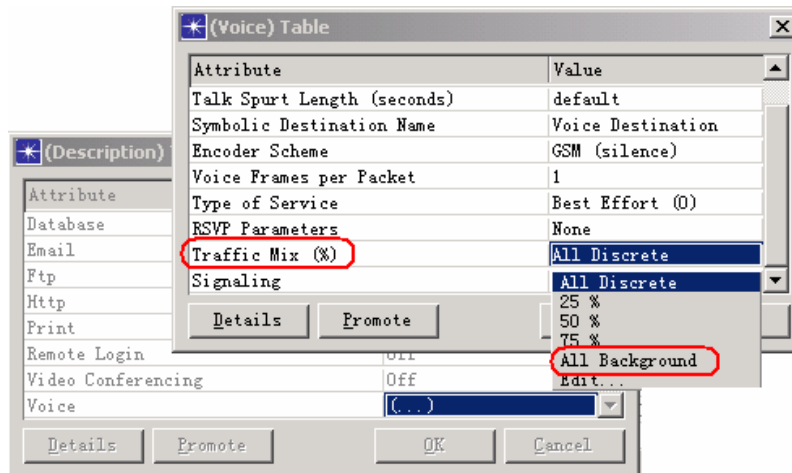 (Voice) Table
Attribute Value
Talk Spurt Length (seconds) default
Symbolic Destination Name Voice Destination
Encoder Scheme GSM (silence)
Voice Frames per Packet 1
Type of Service Best Effort (0)
RSVP Parameters None
Traffic Mix (%) All Discrete
Signaling
All Discrete
25 %
50 %
75 %
All Background
Edit...
Details Promote
(Description)
Attribute
Database
Email
Ftp
Http
Print
Remote Login Off
Video Conferencing Off
Voice (...)
Details Promote OK Cancel